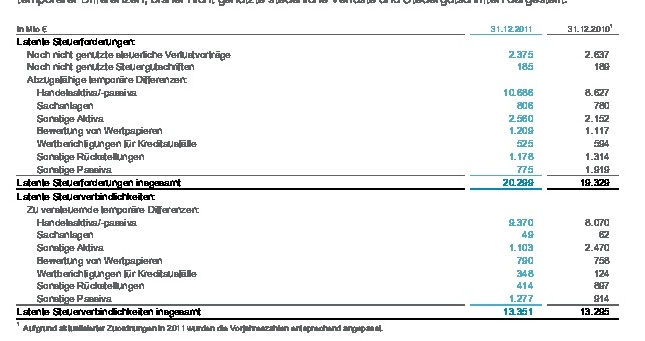 temporärer Differenzen, bisher nicht genutzte steuerliche Verluste und Steuergutschriften dargestellt:
in Mio € 31.12.2011 31.12.2010¹
Latente Steuerforderungen:
Noch nicht genutzte steuerliche Verlustvorträge 2.375 2.637
Noch nicht genutzte Steuergutschriften 185 189
Abzugsfähige temporäre Differenzen:
Handelsaktiva/-passiva 10.686 8.627
Sachanlagen 806 780
Sonstige Aktiva 2.560 2.152
Bewertung von Wertpapieren 1.209 1.117
Wertberichtigungen für Kreditausfälle 525 594
Sonstige Rückstellungen 1.178 1.314
Sonstige Passiva 775 1.919
Latente Steuerforderungen insgesamt 20.299 19.329
Latente Steuerverbindlichkeiten:
Zu versteuernde temporäre Differenzen:
Handelsaktiva/-passiva 9.370 8.070
Sachanlagen 49 62
Sonstige Aktiva 1.103 2.470
Bewertung von Wertpapieren 790 758
Wertberichtigungen für Kreditausfälle 348 124
Sonstige Rückstellungen 414 897
Sonstige Passiva 1.277 914
Latente Steuerverbindlichkeiten insgesamt 13.351 13.295
¹ Aufgrund aktualisierter Zuordnungen in 2011 wurden die Vorjahreszahlen entsprechend angepasst.